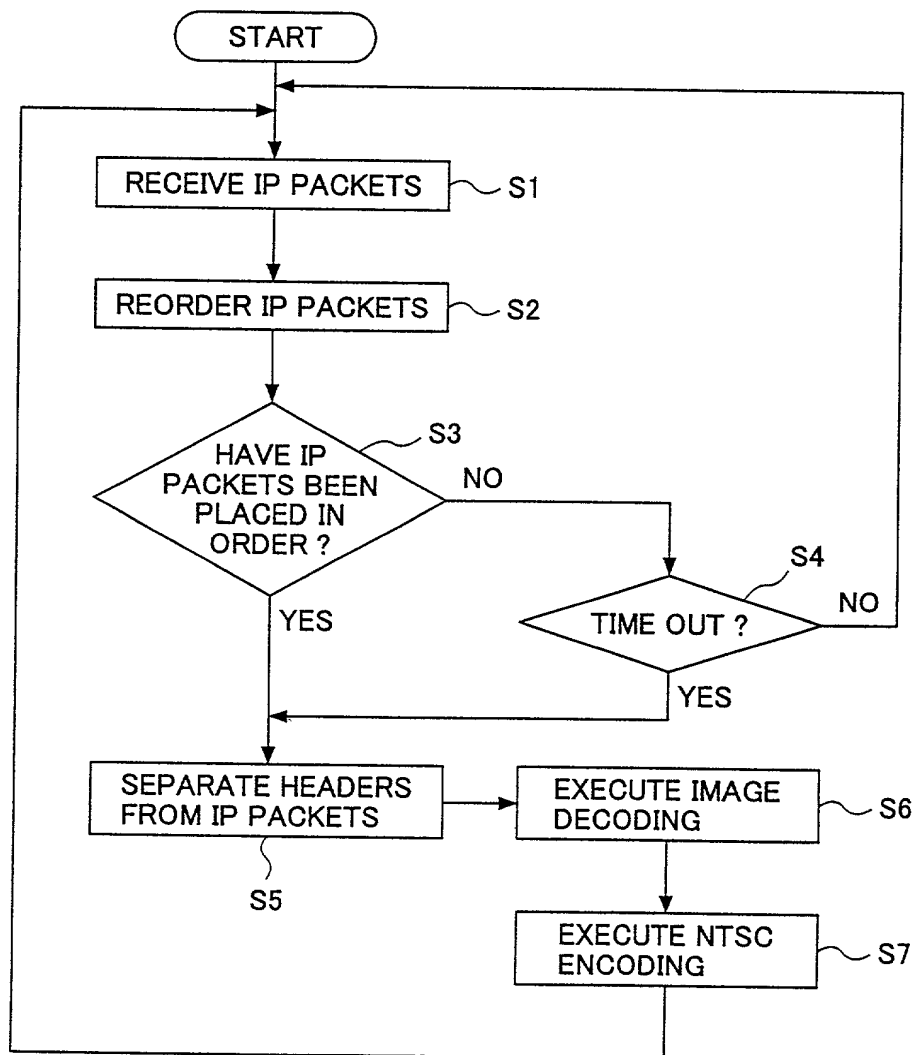 START
RECEIVE IP PACKETS
S1
REORDER IP PACKETS
S2
S3
HAVE IP
PACKETS BEEN
PLACED IN
ORDER ?
NO
YES
S4
TIME OUT ?
NO
YES
SEPARATE HEADERS
FROM IP PACKETS
S5
EXECUTE IMAGE
DECODING
S6
EXECUTE NTSC
ENCODING
S7